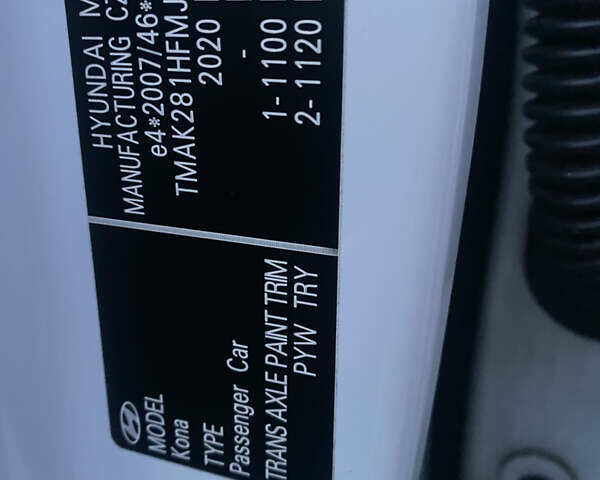 HYUNDAI M
MANUFACTURING CZ
e4*2007/46*
TMAK281HFMJ
2020
-
1- 1100
2- 1120
MODEL
Kona
TYPE
Passenger Car
TRANS AXLE PAINT TRIM
PYW TRY